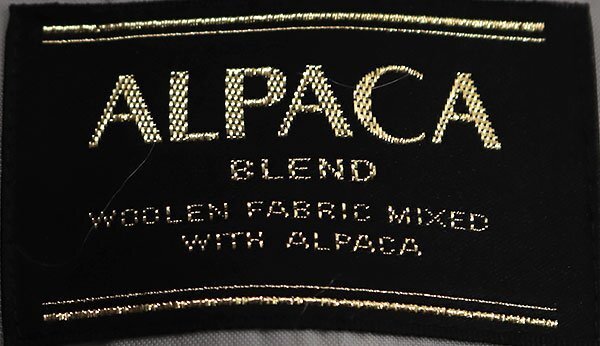 ALPACA
BLEND
WOOLEN FABRIC MIXED
WITH ALPACA